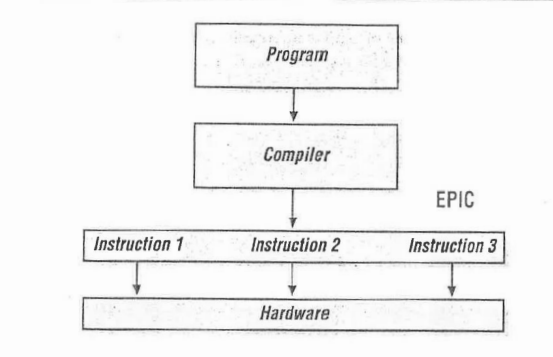 Program
Compiler
EPIC
Instruction 1 Instruction 2 Instruction 3
Hardware